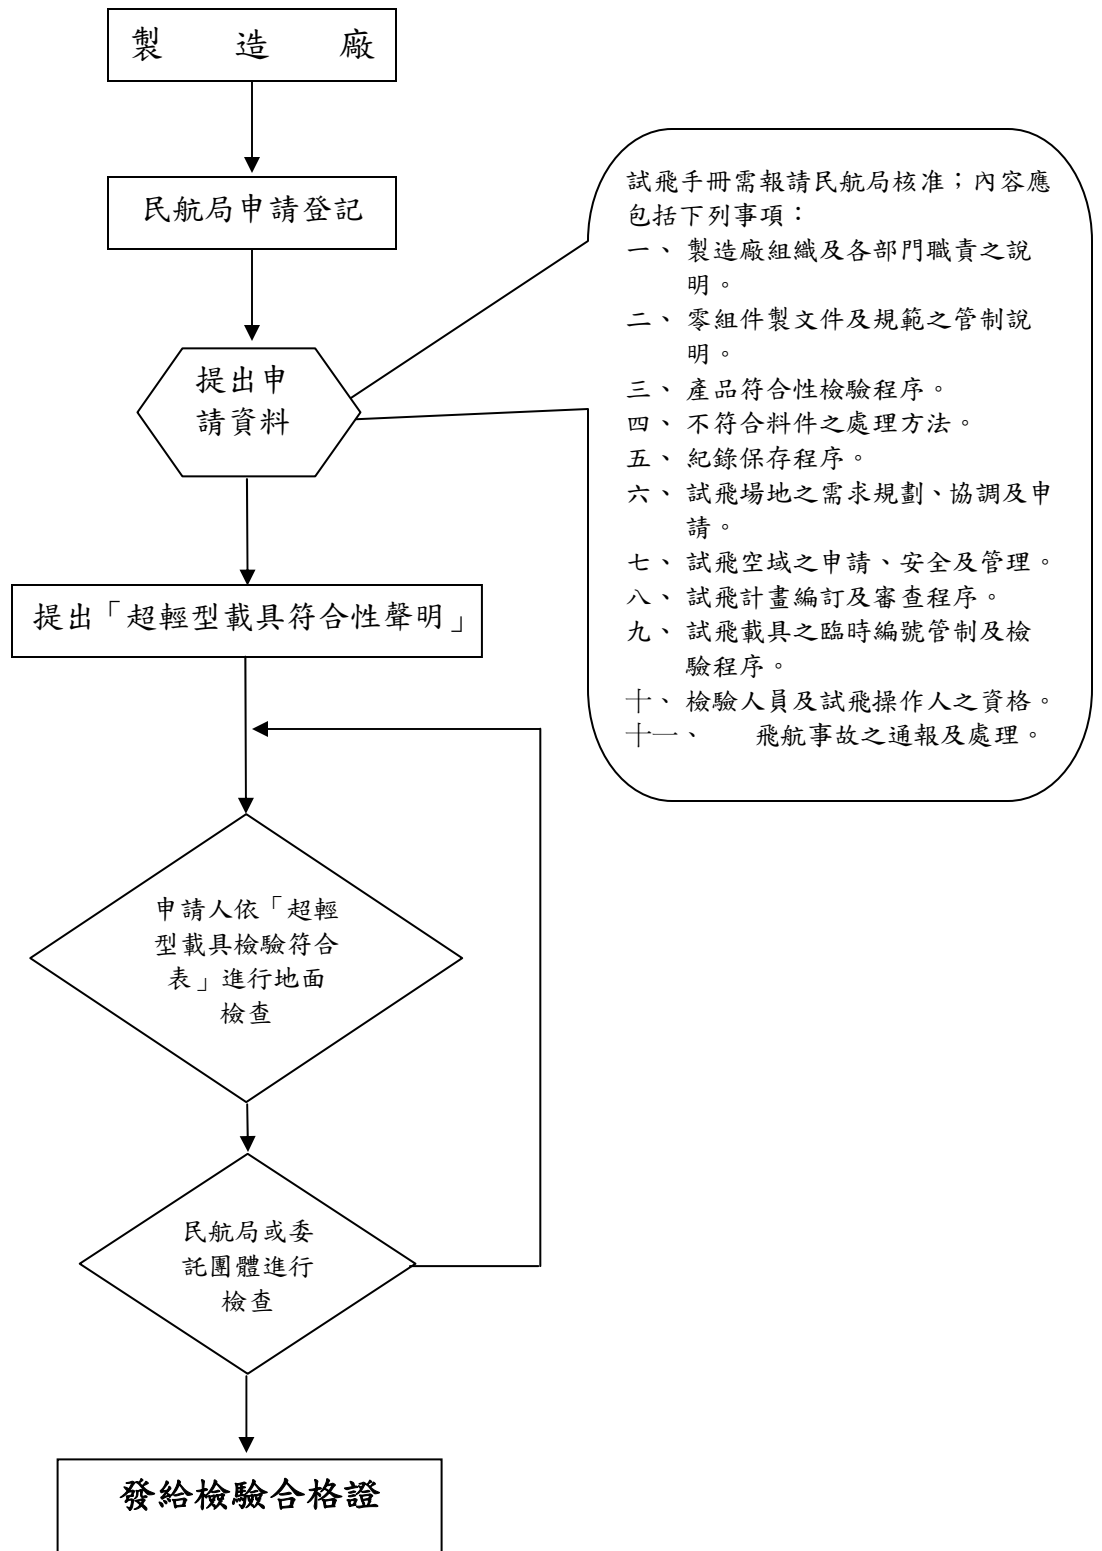 製 造 廠
民航局申請登記
提出申
請資料
試飛手冊需報請民航局核准；內容應
包括下列事項：
一、 製造廠組織及各部門職責之說
明。
二、 零組件製文件及規範之管制說
明。
三、 產品符合性檢驗程序。
四、 不符合料件之處理方法。
五、 紀錄保存程序。
六、 試飛場地之需求規劃、協調及申
請。
七、 試飛空域之申請、安全及管理。
八、 試飛計畫編訂及審查程序。
九、 試飛載具之臨時編號管制及檢
驗程序。
十、 檢驗人員及試飛操作人之資格。
十一、 飛航事故之通報及處理。
提出「超輕型載具符合性聲明」
申請人依「超輕
型載具檢驗符合
表」進行地面
檢查
民航局或委
託團體進行
檢查
發給檢驗合格證